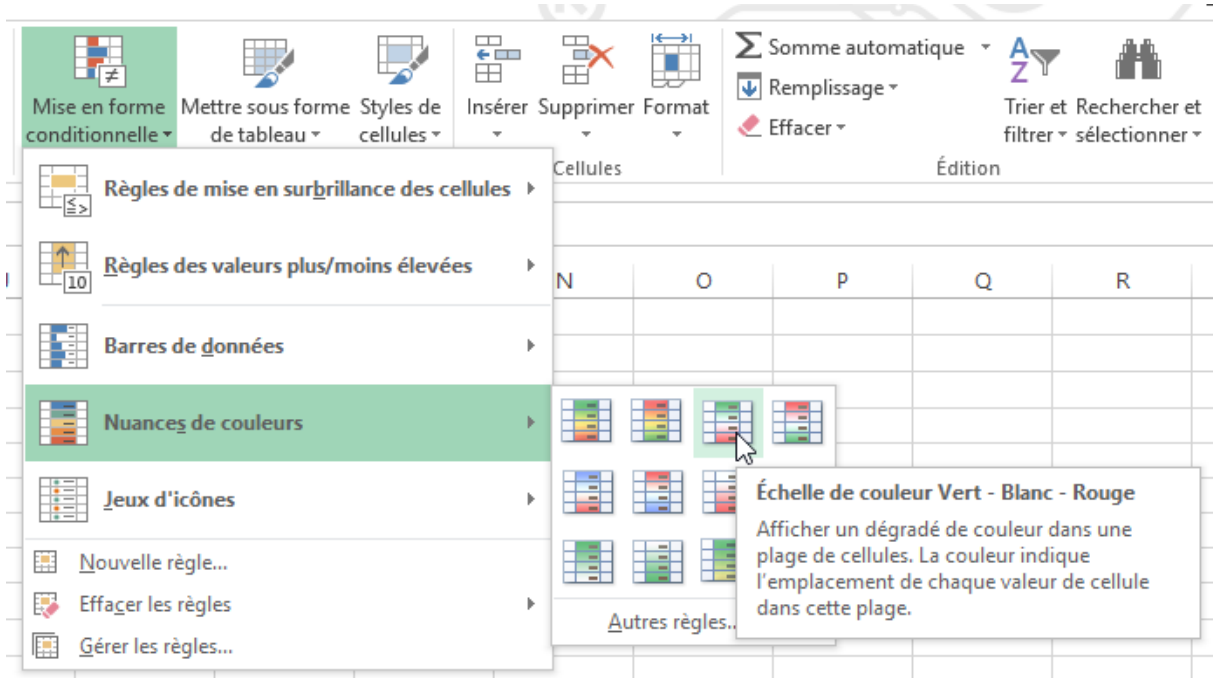 Mise en forme conditionnelle
Mettre sous forme de tableau
Styles de cellules
Insérer
Supprimer
Format
Cellules
Somme automatique
Remplissage
Effacer
Trier et filtrer
Rechercher et sélectionner
Édition
Règles de mise en surbrillance des cellules
Règles des valeurs plus/moins élevées
10
Barres de données
Nuances de couleurs
Jeux d'icônes
Nouvelle règle...
Effacer les règles
Gérer les règles...
N O P Q R
Autres règles..
Échelle de couleur Vert - Blanc - Rouge
Afficher un dégradé de couleur dans une
plage de cellules. La couleur indique
l'emplacement de chaque valeur de cellule
dans cette plage.